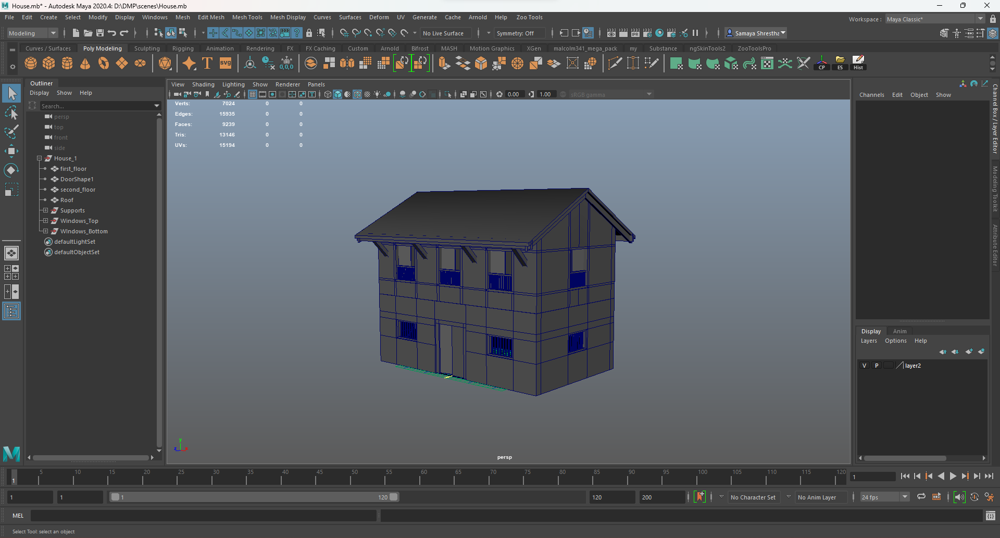 House.mb* - Autodesk Maya 2020.4: D:\DMP\scenes\House.mb
File Edit Create Select Modify Display Windows Mesh Edit Mesh Mesh Tools Mesh Display Curves Surfaces Deform UV Generate Cache Arnold Help Zoo Tools
Workspace : Maya Classic*
Modeling No Live Surface Symmetry: Off Samaya Shrestha
Curves / Surfaces Poly Modeling Sculpting Rigging Animation Rendering FX FX Caching Custom Arnold Bifrost MASH Motion Graphics XGen malcolm341_mega_pack my Substance ngSkinTools2 ZooToolsPro
T svg 0,0,0 CP ES Hist
Outliner
Display Show Help
Search...
persp
top
front
side
House_1
first_floor
DoorShape1
second_floor
Roof
Supports
Windows_Top
WIndows_Bottom
defaultLightSet
defaultObjectSet
View Shading Lighting Show Renderer Panels
0.00 1.00 sRGB gamma
Verts: 7024 0 0
Edges: 15935 0 0
Faces: 9239 0 0
Tris: 13146 0 0
UVs: 15194 0 0
y
z x
persp
Channels Edit Object Show
Channel Box / Layer Editor
Modeling Toolkit
Attribute Editor
Display Anim
Layers Options Help
V P layer2
1 5 10 15 20 25 30 35 40 45 50 55 60 65 70 75 80 85 90 95 100 105 110 115 120 1
1 1 1 120 120 200 No Character Set No Anim Layer 24 fps
MEL
Select Tool: select an object